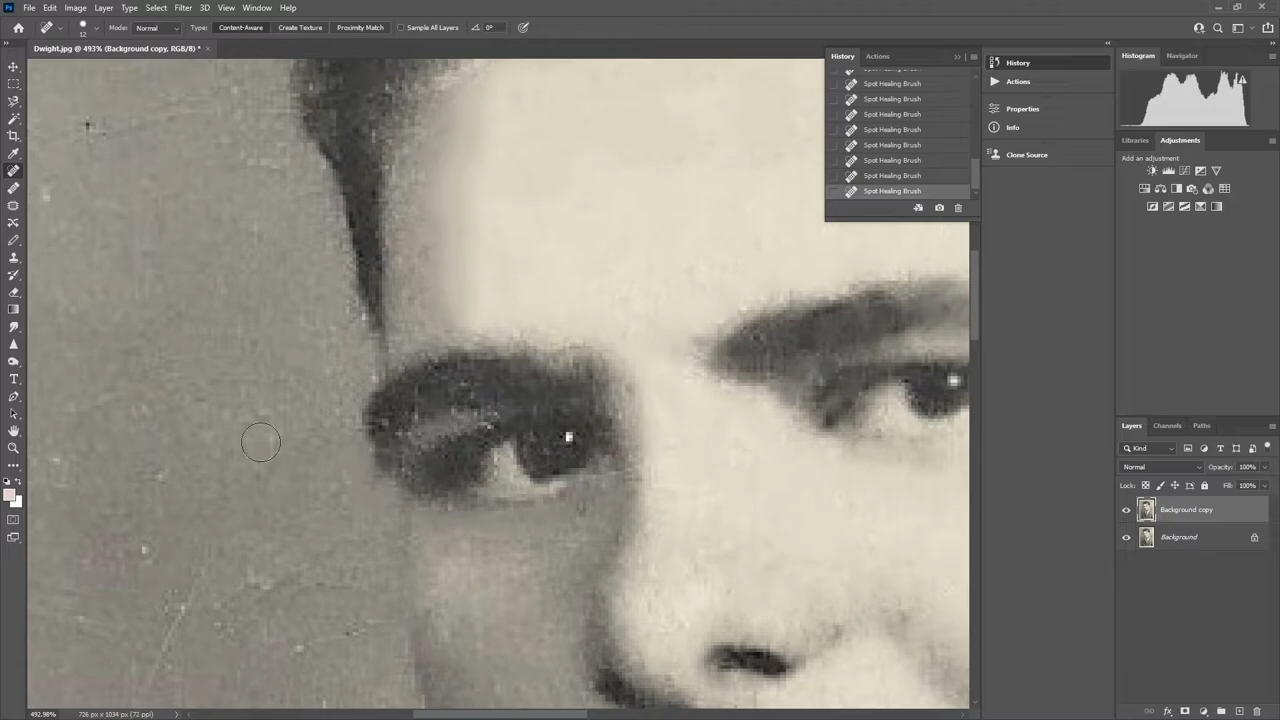 File Edit Image Layer Type Select Filter 3D View Window Help
12 Mode: Normal Type: Content-Aware Create Texture Proximity Match Sample All Layers 0°
Dwight.jpg @ 493% (Background copy, RGB/8) *
History Actions
Spot Healing Brush
Spot Healing Brush
Spot Healing Brush
Spot Healing Brush
Spot Healing Brush
Spot Healing Brush
Spot Healing Brush
Spot Healing Brush
History
Actions
Properties
Info
Clone Source
Histogram Navigator
Libraries Adjustments
Add an adjustment
Layers Channels Paths
Kind
Normal Opacity: 100%
Lock: Fill: 100%
Background copy
Background
492.98% 726 px x 1034 px (72 ppi)